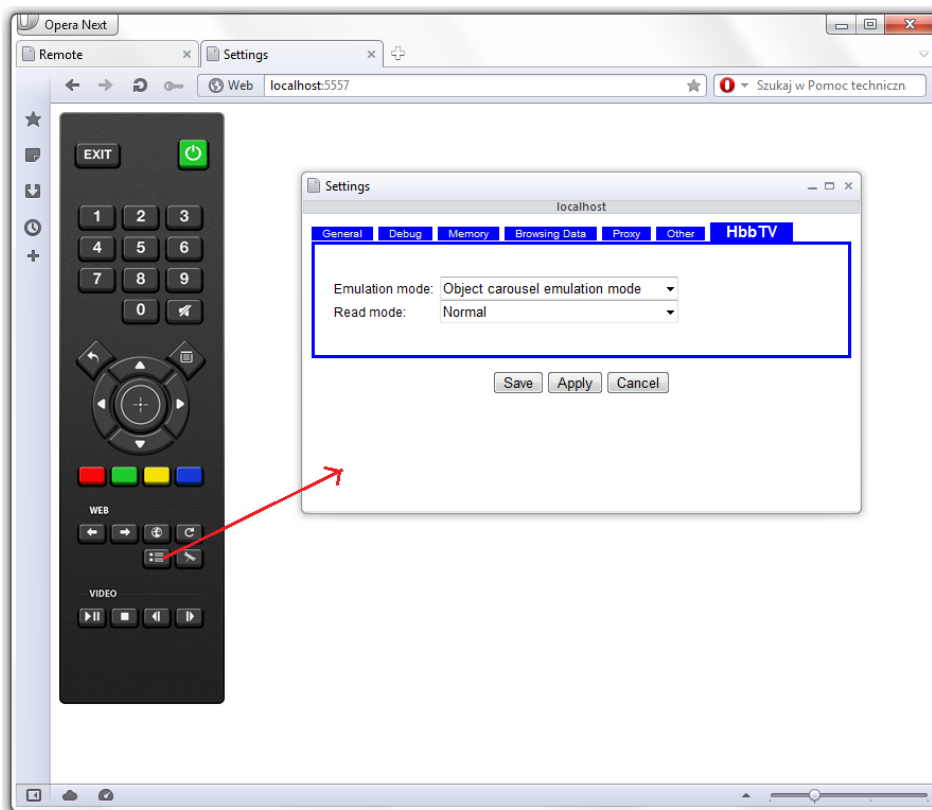 Opera Next
Remote
Settings
Web localhost:5557
Szukaj w Pomoc techniczn
EXIT
1 2 3
4 5 6
7 8 9
0
WEB
VIDEO
Settings
localhost
General Debug Memory Browsing Data Proxy Other HbbTV
Emulation mode: Object carousel emulation mode
Read mode: Normal
Save Apply Cancel